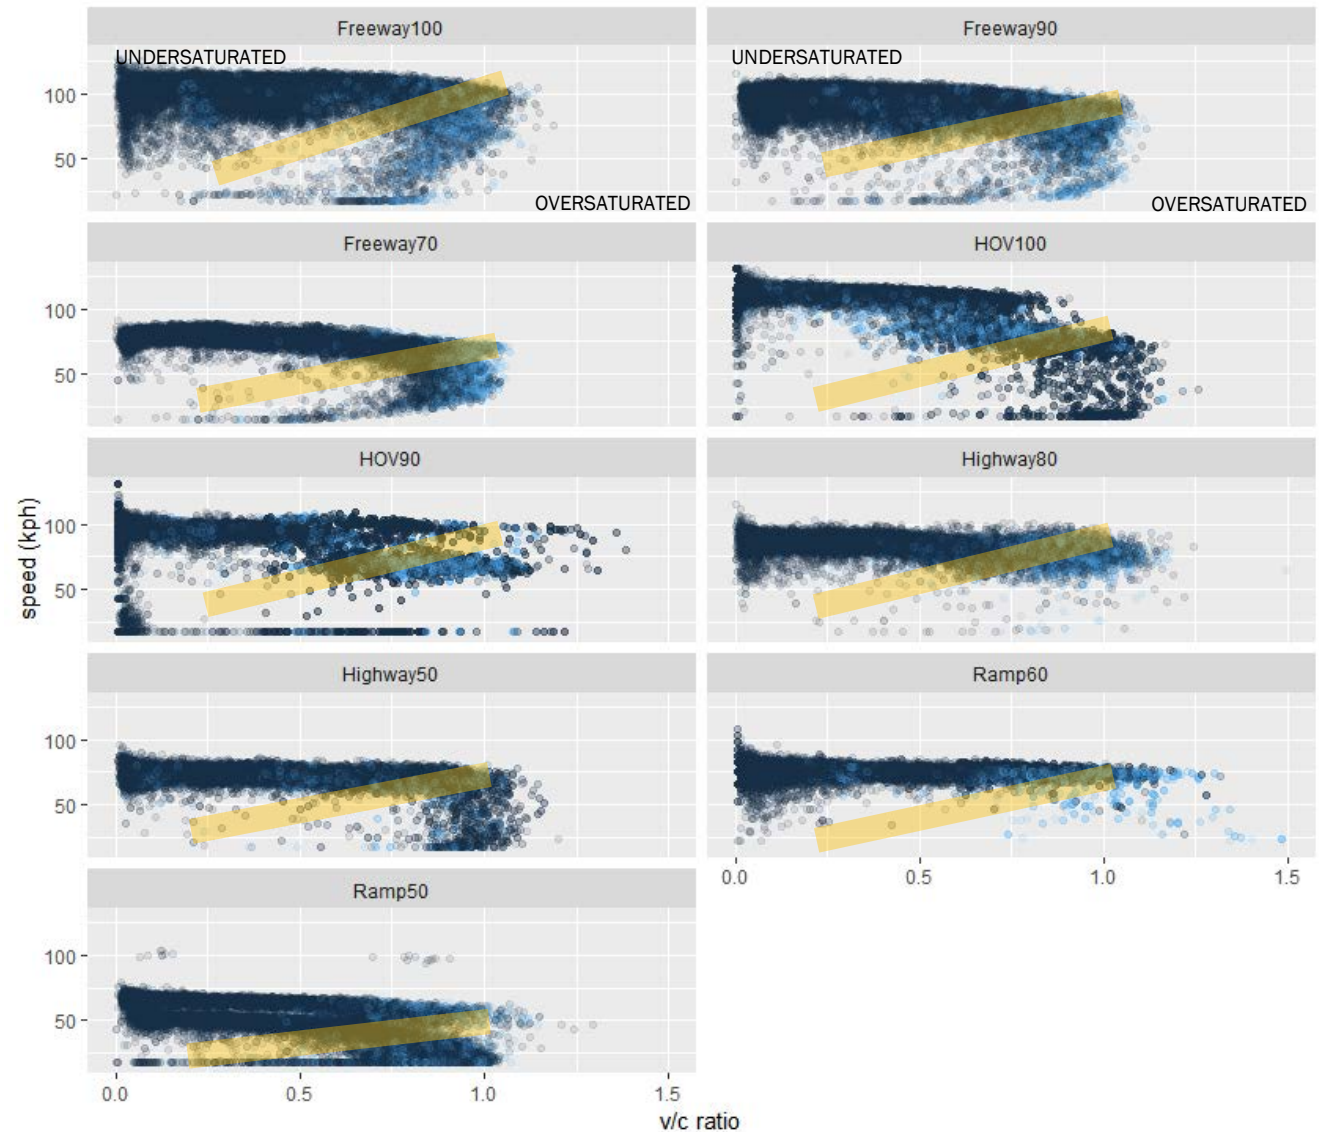 Freeway100
Freeway90
UNDERSATURATED
UNDERSATURATED
100
50
OVERSATURATED
OVERSATURATED
Freeway70
HOV100
100
50
HOV90
Highway80
100
50
speed (kph)
Highway50
Ramp60
100
50
0.0 0.5 1.0 1.5
Ramp50
100
50
0.0 0.5 1.0 1.5
v/c ratio